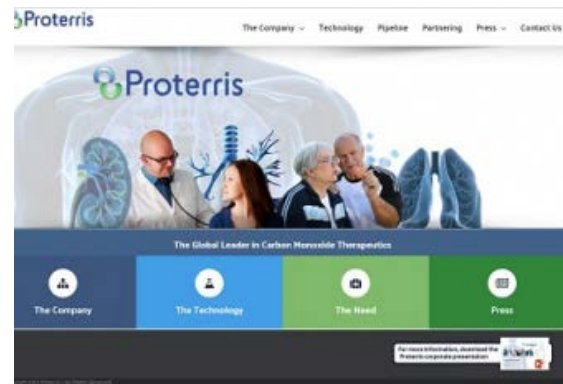 Proterris
The Company Technology Pipeline Partnering Press Contact Us
Proterris
The Global Leader in Carbon Monoxide Therapeutics
The Company The Technology The Need Press
For more information, download the
Proterris corporate presentation